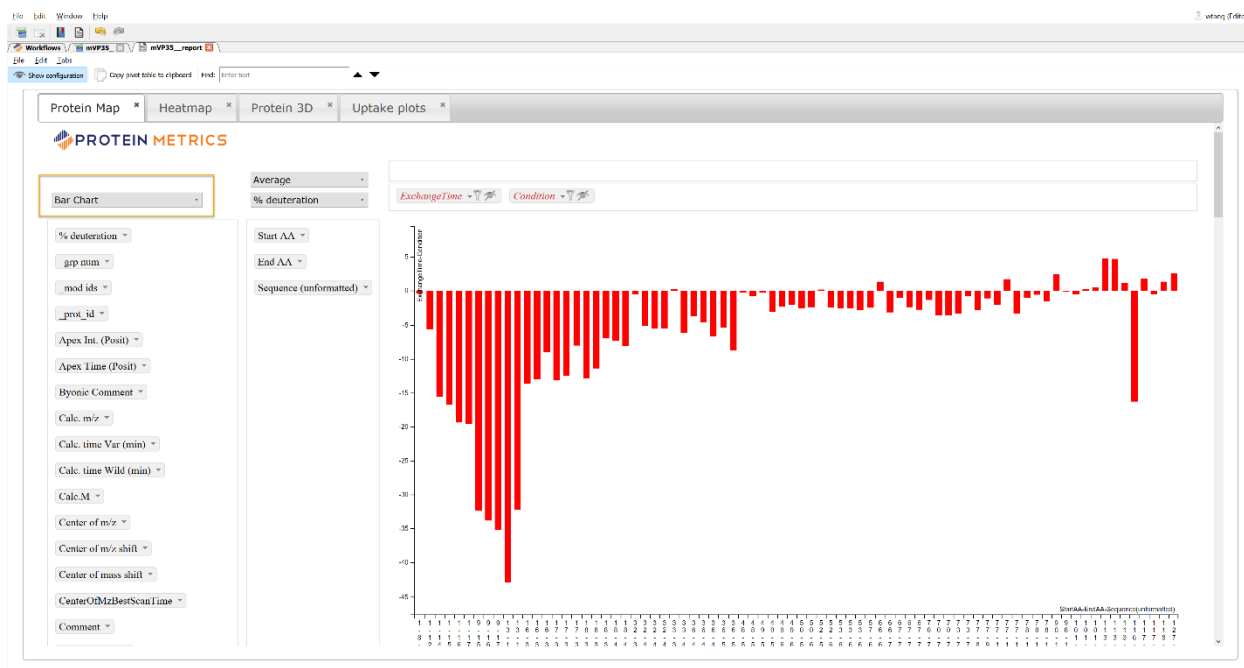 File Edit Window Help
wtang (Edito
Workflows mVP35_ mVP35__report
File Edit Tabs
Show configuration Copy pivot table to clipboard Find: Enter text
Protein Map Heatmap Protein 3D Uptake plots
PROTEIN METRICS
Average
Bar Chart % deuteration ExchangeTime Condition
% deuteration Start AA
_grp num End AA
_mod ids Sequence (unformatted)
_prot_id
Apex Int. (Posit)
Apex Time (Posit)
Byonic Comment
Calc. m/z
Calc. time Var (min)
Calc. time Wild (min)
Calc.M
Center of m/z
Center of m/z shift
Center of mass shift
CenterOfMzBestScanTime
Comment
ExchangeTime-Condition
5
0
-5
-10
-15
-20
-25
-30
-35
-40
-45
StartAA-EndAA-Sequence(unformatted)